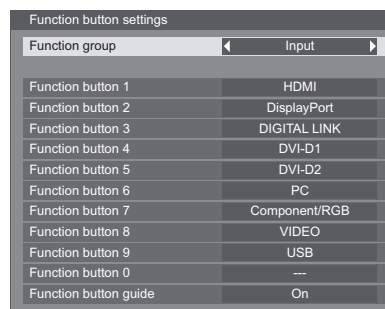 Function button settings
Function group Input
Function button 1 HDMI
Function button 2 DisplayPort
Function button 3 DIGITAL LINK
Function button 4 DVI-D1
Function button 5 DVI-D2
Function button 6 PC
Function button 7 Component/RGB
Function button 8 VIDEO
Function button 9 USB
Function button 0 ---
Function button guide On